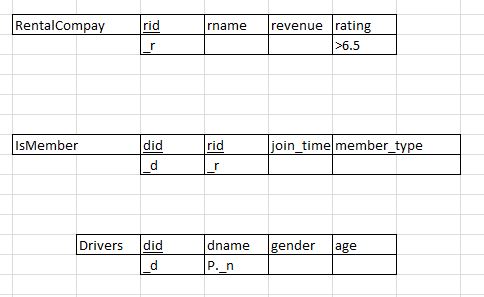 RentalCompay rid rname revenue rating
_r >6.5
IsMember did rid join_time member_type
_d _r
Drivers did dname gender age
_d P._n